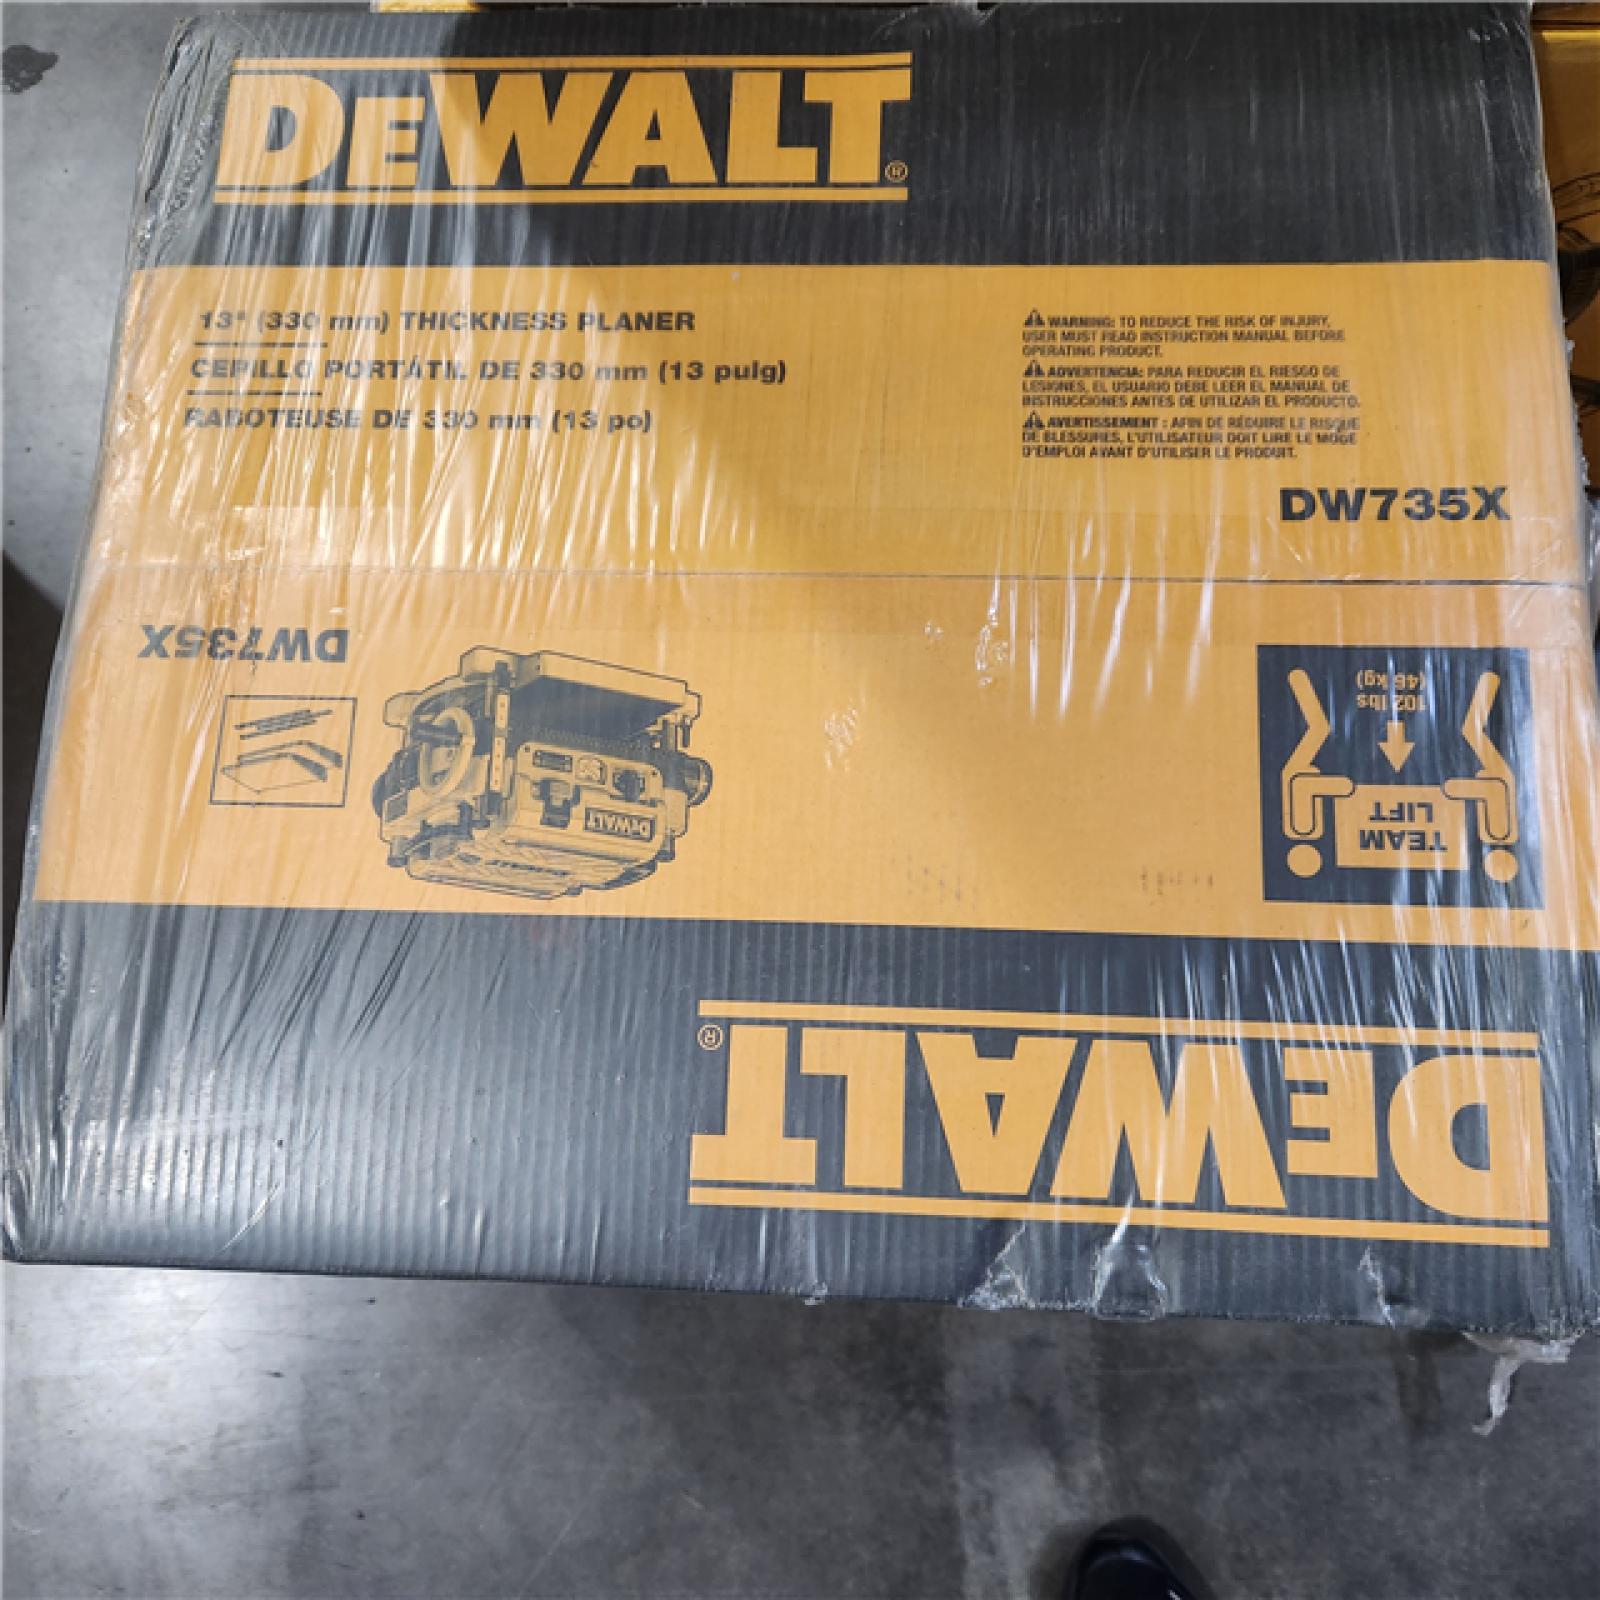 DEWALT®
13" (330 mm) THICKNESS PLANER
CEPILLO PORTÁTIL DE 330 mm (13 pulg)
RABOTEUSE DE 330 mm (13 po)
WARNING: TO REDUCE THE RISK OF INJURY,
USER MUST READ INSTRUCTION MANUAL BEFORE
OPERATING PRODUCT.
ADVERTENCIA: PARA REDUCIR EL RIESGO DE
LESIONES, EL USUARIO DEBE LEER EL MANUAL DE
INSTRUCCIONES ANTES DE UTILIZAR EL PRODUCTO.
AVERTISSEMENT : AFIN DE RÉDUIRE LE RISQUE
DE BLESSURES, L'UTILISATEUR DOIT LIRE LE MODE
D'EMPLOI AVANT D'UTILISER LE PRODUIT.
DW735X
DW735X
DEWALT
DEWALT
TEAM
LIFT
102 lbs
(46 kg)
DEWALT®